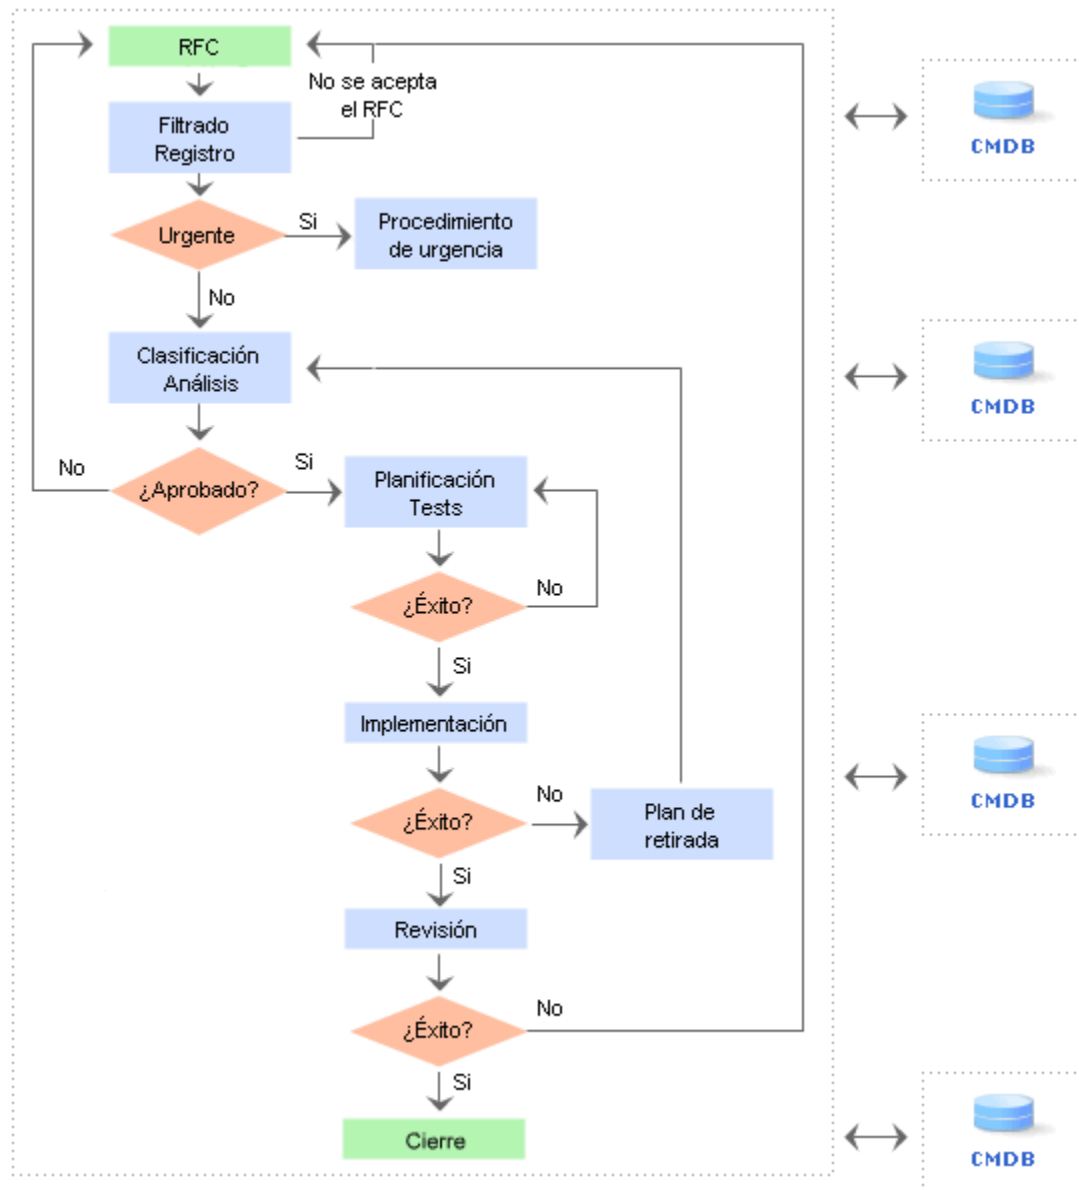 RFC
No se acepta
el RFC
CMDB
Filtrado
Registro
Urgente
Si
Procedimiento
de urgencia
No
Clasificación
Análisis
CMDB
No
¿Aprobado?
Si
Planificación
Tests
¿Éxito?
No
Si
Implementación
¿Éxito?
No
Plan de
retirada
CMDB
Si
Revisión
¿Éxito?
No
Si
Cierre
CMDB